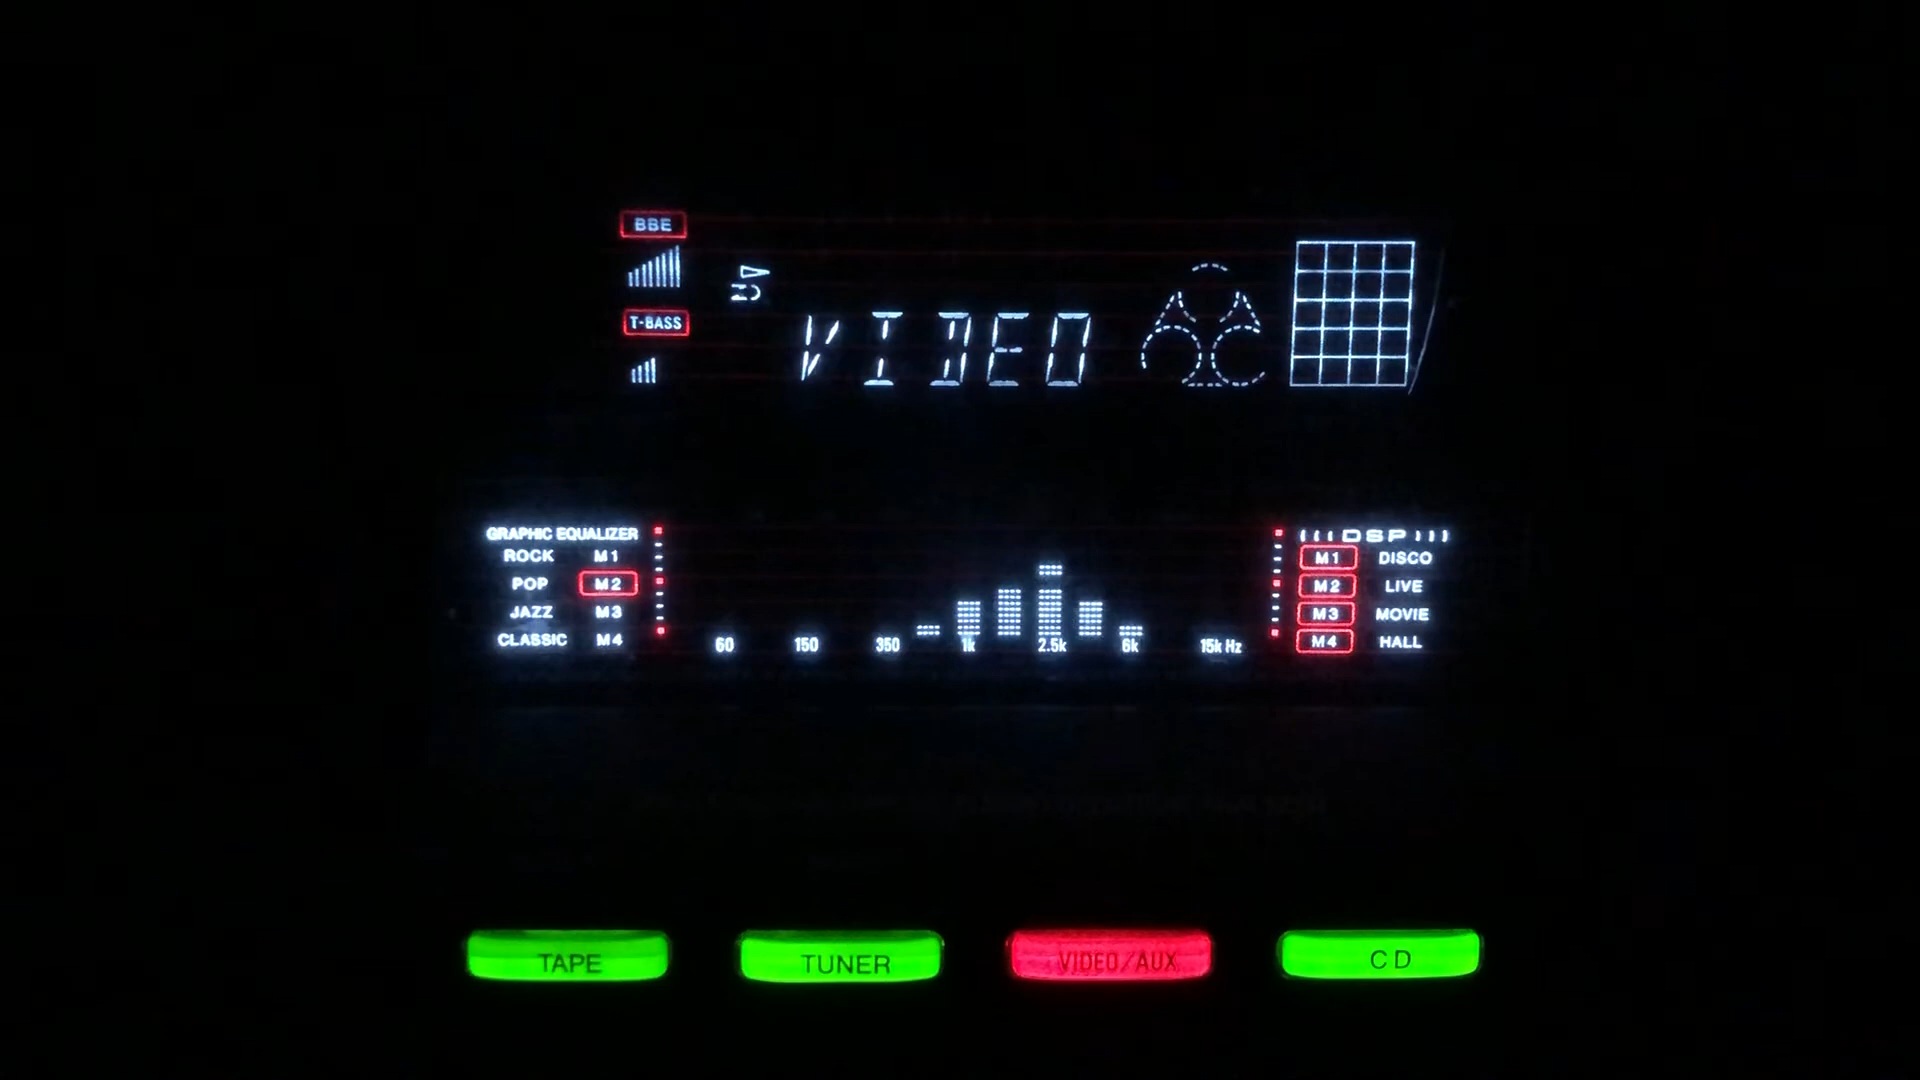 BBE
T-BASS
VIDEO
GRAPHIC EQUALIZER
ROCK M1
POP M2
JAZZ M3
CLASSIC M4
60 150 350 1k 2.5k 6k 15k Hz
DSP
M1 DISCO
M2 LIVE
M3 MOVIE
M4 HALL
TAPE TUNER VIDEO/AUX CD